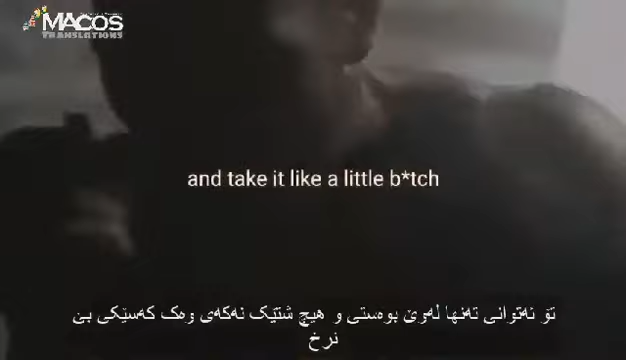 MACOS
TRANSLATIONS
and take it like a little b*tch
تۆ ئەتوانی تەنها لەوێ بوەستی و هیچ شتێک نەکەی وەک کەسێکی بێ
نرخ